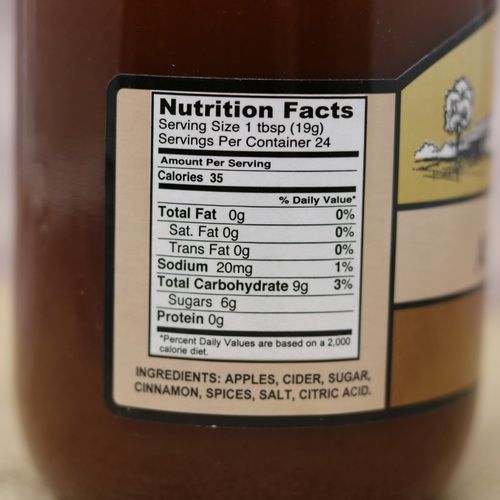 Nutrition Facts
Serving Size 1 tbsp (19g)
Servings Per Container 24
Amount Per Serving
Calories 35
% Daily Value*
Total Fat 0g 0%
Sat. Fat 0g 0%
Trans Fat 0g 0%
Sodium 20mg 1%
Total Carbohydrate 9g 3%
Sugars 6g
Protein 0g
*Percent Daily Values are based on a 2,000
calorie diet.
INGREDIENTS: APPLES, CIDER, SUGAR,
CINNAMON, SPICES, SALT, CITRIC ACID.